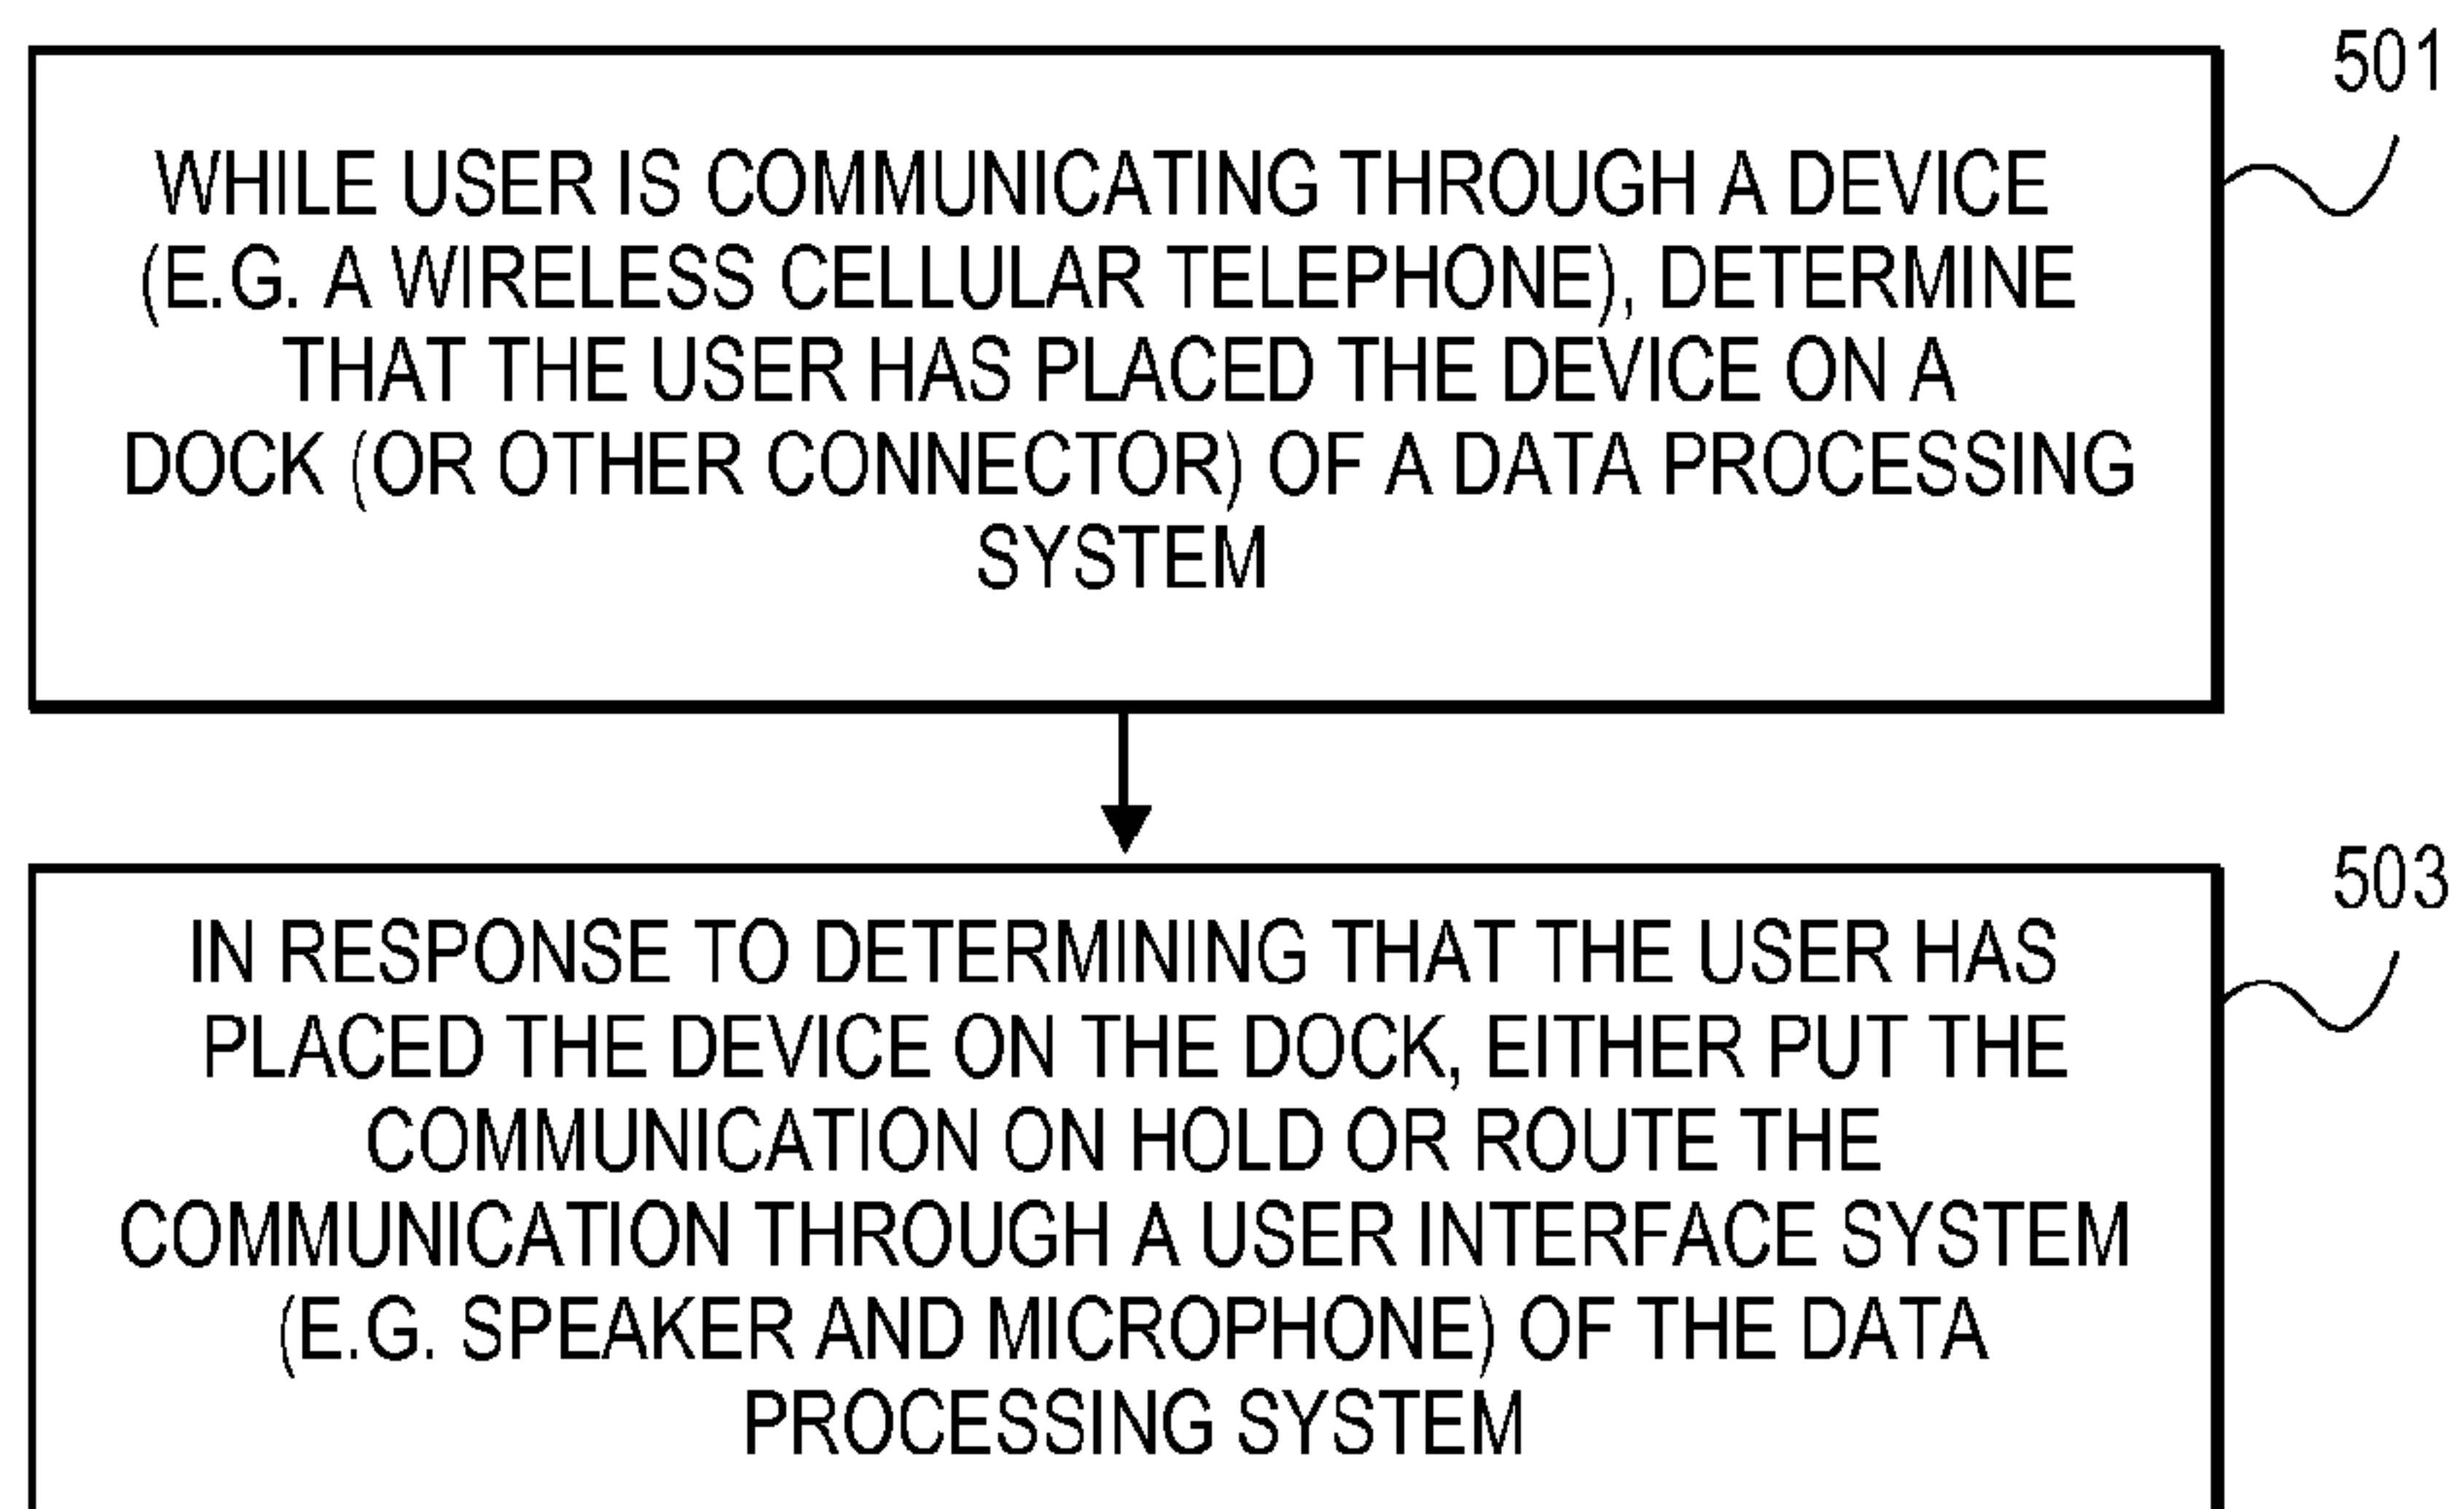 501
WHILE USER IS COMMUNICATING THROUGH A DEVICE
(E.G. A WIRELESS CELLULAR TELEPHONE), DETERMINE
THAT THE USER HAS PLACED THE DEVICE ON A
DOCK (OR OTHER CONNECTOR) OF A DATA PROCESSING
SYSTEM
503
IN RESPONSE TO DETERMINING THAT THE USER HAS
PLACED THE DEVICE ON THE DOCK, EITHER PUT THE
COMMUNICATION ON HOLD OR ROUTE THE
COMMUNICATION THROUGH A USER INTERFACE SYSTEM
(E.G. SPEAKER AND MICROPHONE) OF THE DATA
PROCESSING SYSTEM